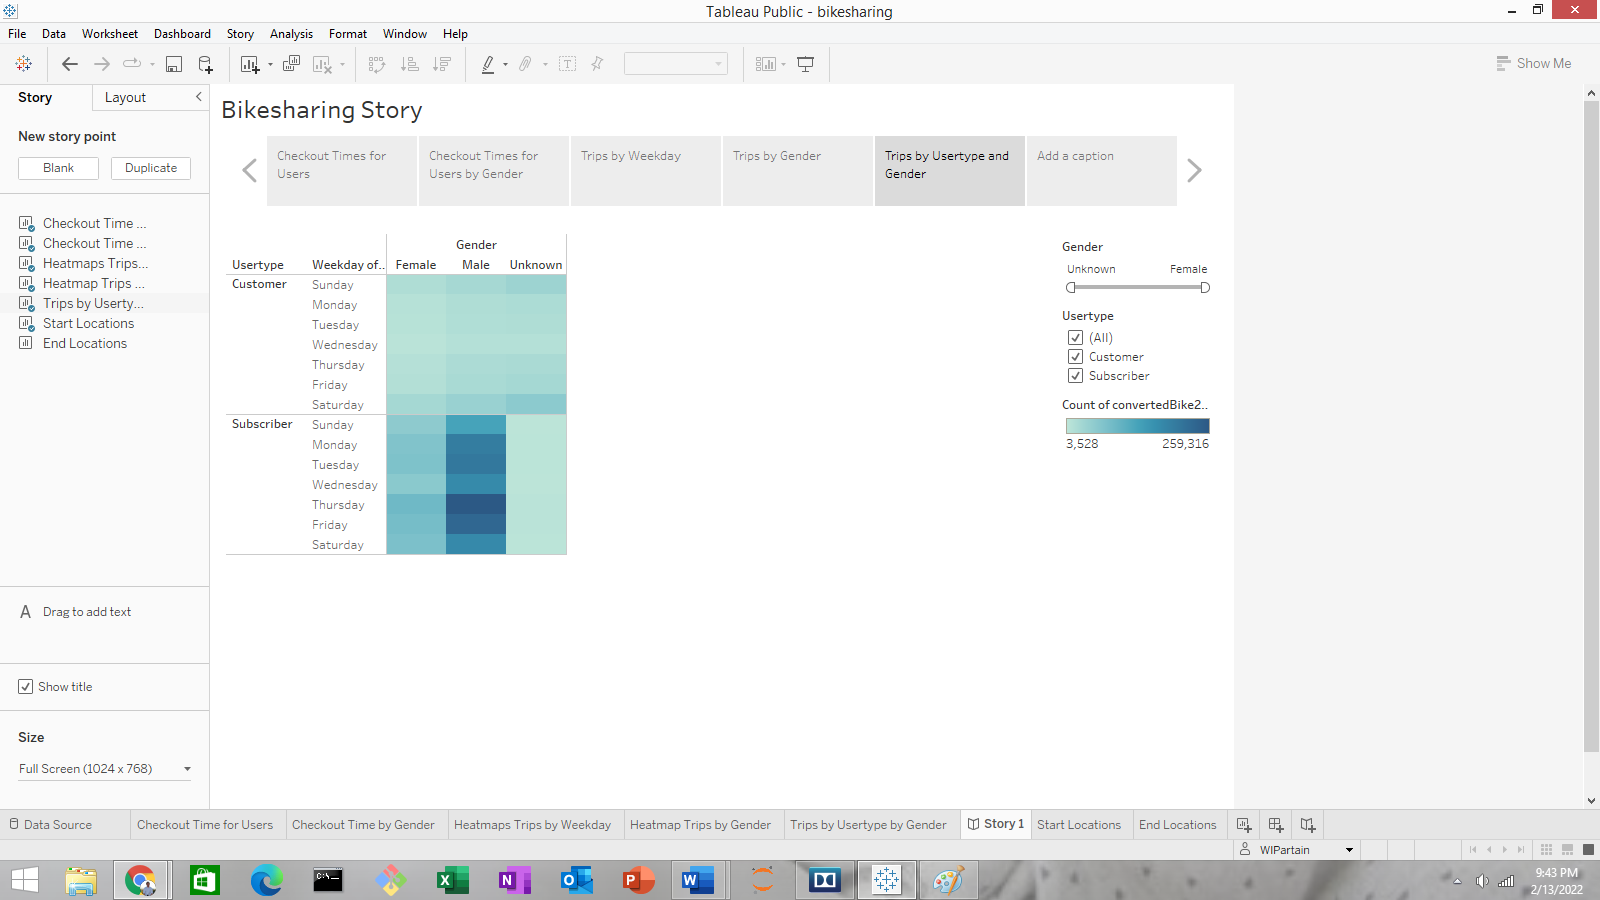 Tableau Public - bikesharing
File Data Worksheet Dashboard Story Analysis Format Window Help
Show Me
Story Layout
New story point
Blank Duplicate
Checkout Time ...
Checkout Time ...
Heatmaps Trips...
Heatmap Trips ...
Trips by Userty...
Start Locations
End Locations
A Drag to add text
Show title
Size
Full Screen (1024 x 768)
Bikesharing Story
Checkout Times for
Users
Checkout Times for
Users by Gender
Trips by Weekday
Trips by Gender
Trips by Usertype and
Gender
Add a caption
Gender
Usertype Weekday of.. Female Male Unknown
Customer Sunday
Monday
Tuesday
Wednesday
Thursday
Friday
Saturday
Subscriber Sunday
Monday
Tuesday
Wednesday
Thursday
Friday
Saturday
Gender
Unknown Female
Usertype
(All)
Customer
Subscriber
Count of convertedBike2..
3,528 259,316
Data Source Checkout Time for Users Checkout Time by Gender Heatmaps Trips by Weekday Heatmap Trips by Gender Trips by Usertype by Gender Story 1 Start Locations End Locations
WIPartain
9:43 PM
2/13/2022